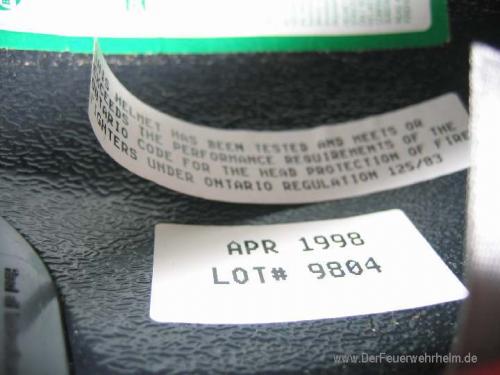 THIS HELMET HAS BEEN TESTED AND MEETS OR
EXCEEDS THE PERFORMANCE REQUIREMENTS OF THE
ONTARIO CODE FOR THE HEAD PROTECTION OF FIRE
FIGHTERS UNDER ONTARIO REGULATION 125/83
APR 1998
LOT# 9804
www.DerFeuerwehrhelm.de